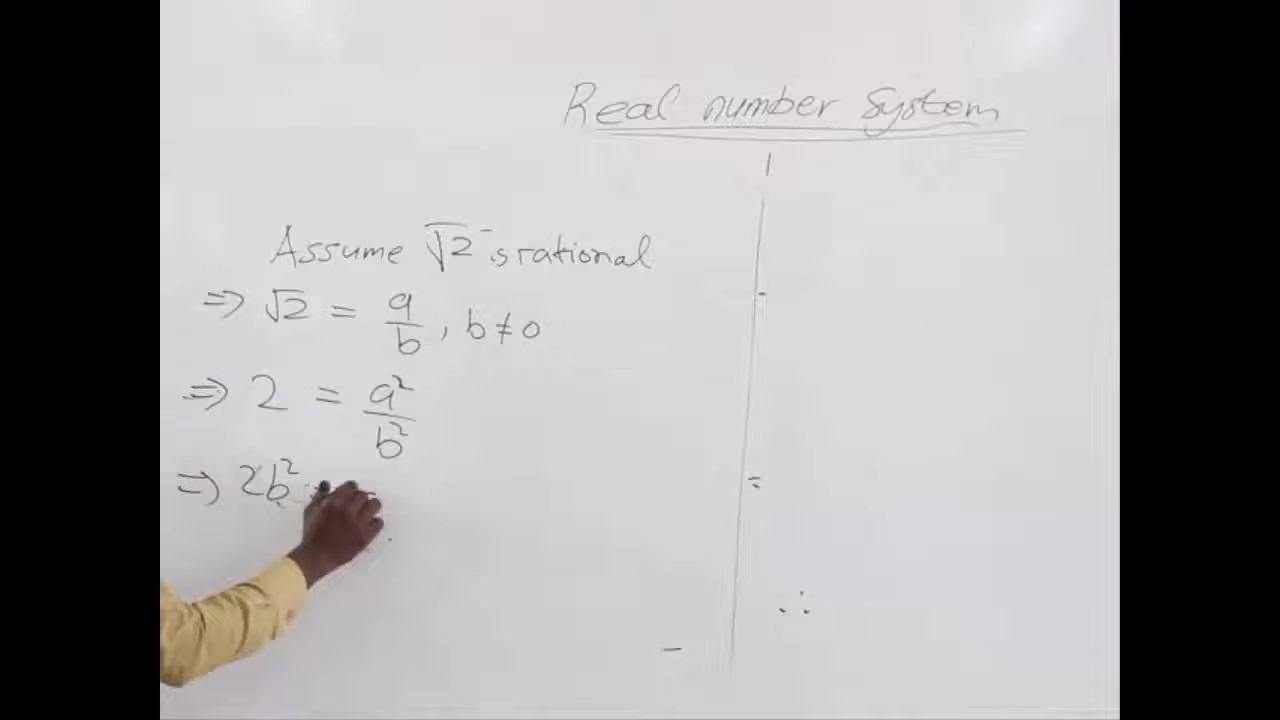 Real number System
Assume √2 is rational
⇒ √2 = a/b, b ≠ 0
⇒ 2 = a²/b²
⇒ 2b² =
∴